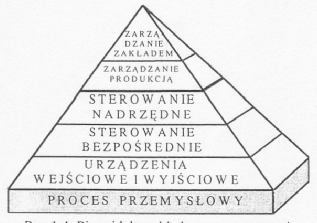 ZARZĄ
DZANIE
ZAKŁADEM
ZARZĄDZANIE
PRODUKCJĄ
STEROWANIE
NADRZĘDNE
STEROWANIE
BEZPOŚREDNIE
URZĄDZENIA
WEJŚCIOWE I WYJŚCIOWE
PROCES PRZEMYSŁOWY